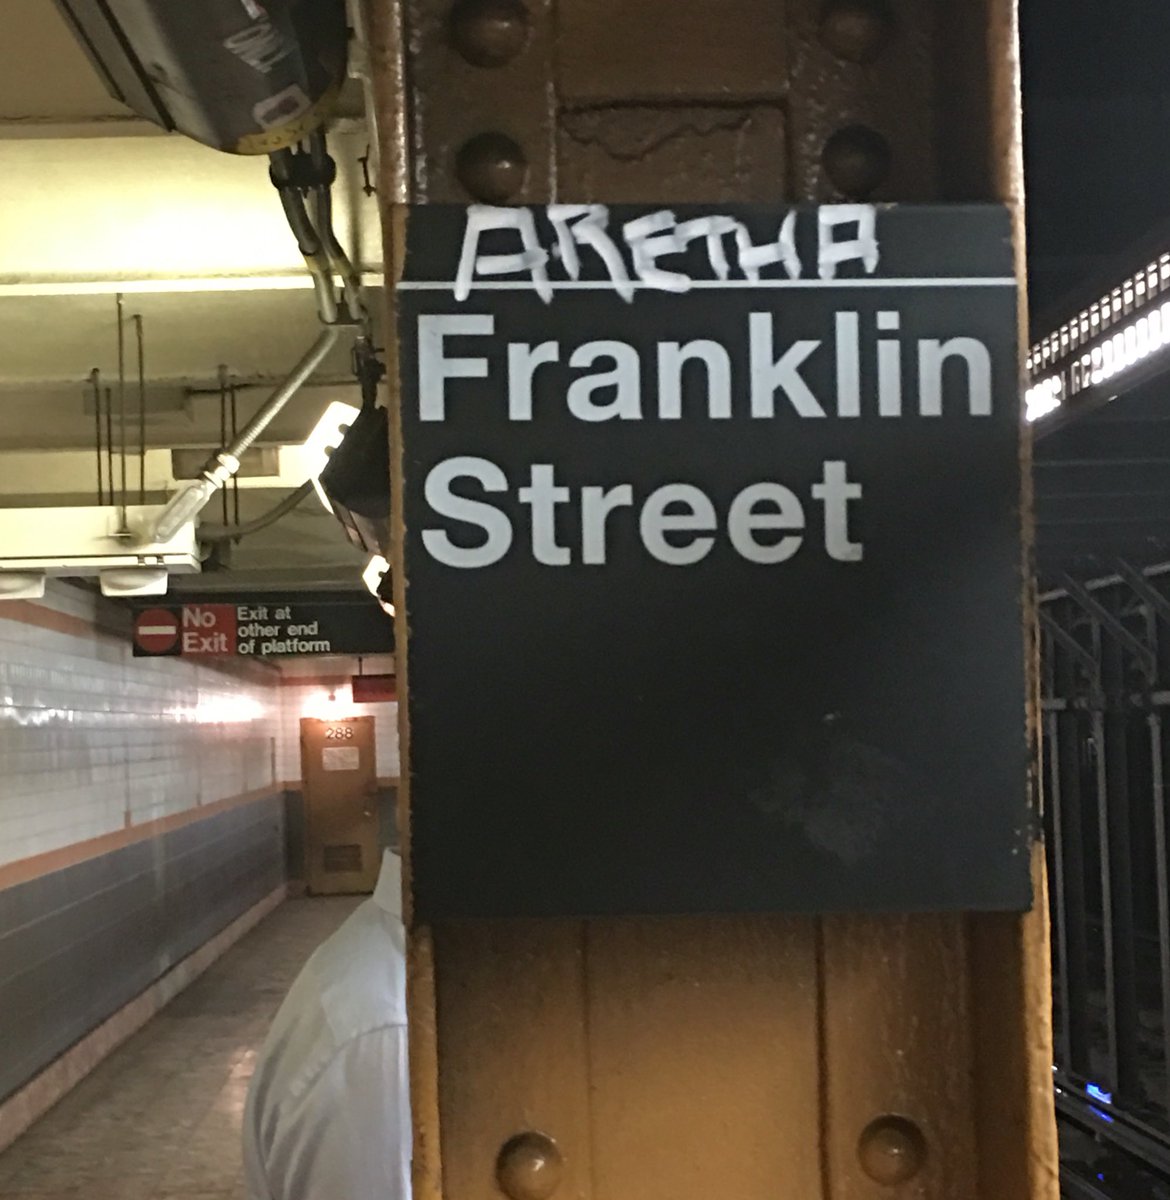 ARETHA
Franklin
Street
No
Exit
Exit at
other end
of platform
288